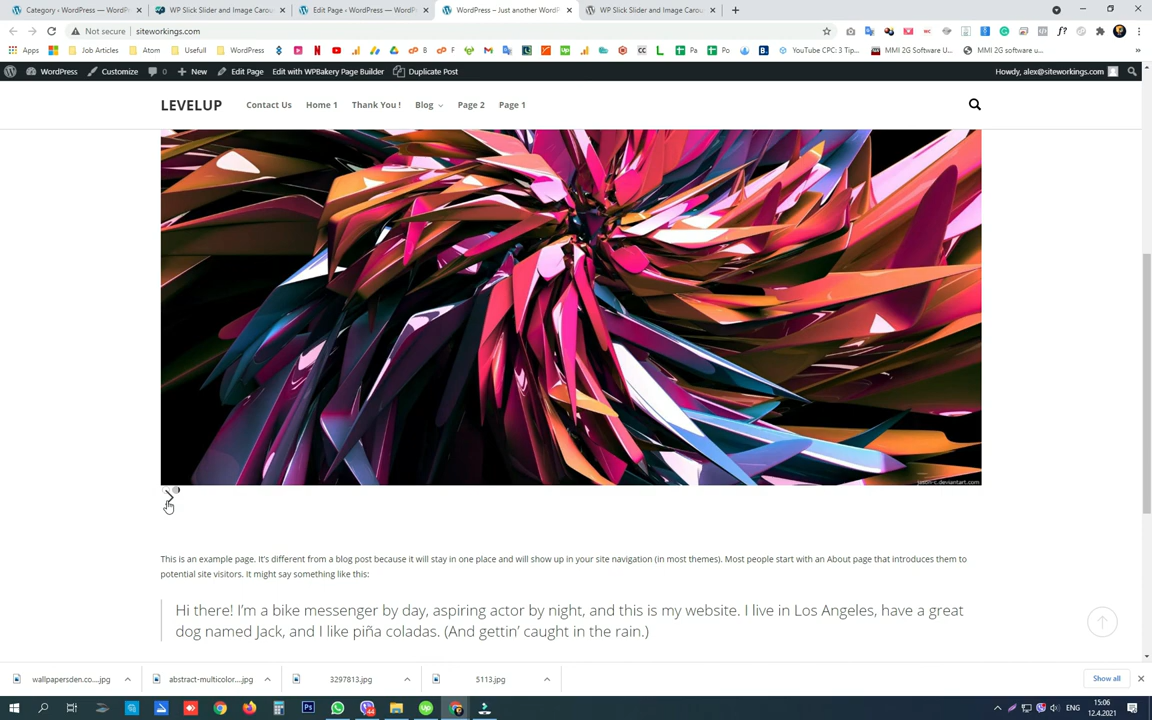 Category ‹ WordPress — WordP
WP Slick Slider and Image Carou
Edit Page ‹ WordPress — WordPr
WordPress – Just another WordP
WP Slick Slider and Image Carou
Not secure
siteworkings.com
Apps
Job Articles
Atom
Usefull
WordPress
B
F
Pa
Po
YouTube CPC: 3 Tip...
MMI 2G Software U...
MMI 2G software u...
WordPress
Customize
0
New
Edit Page
Edit with WPBakery Page Builder
Duplicate Post
Howdy, alex@siteworkings.com
LEVELUP
Contact Us
Home 1
Thank You !
Blog
Page 2
Page 1
joson-c.deviantart.com
This is an example page. It's different from a blog post because it will stay in one place and will show up in your site navigation (in most themes). Most people start with an About page that introduces them to
potential site visitors. It might say something like this:
Hi there! I'm a bike messenger by day, aspiring actor by night, and this is my website. I live in Los Angeles, have a great
dog named Jack, and I like piña coladas. (And gettin' caught in the rain.)
wallpapersden.co....jpg
abstract-multicolor....jpg
3297813.jpg
5113.jpg
Show all
ENG
15:06
12.4.2021